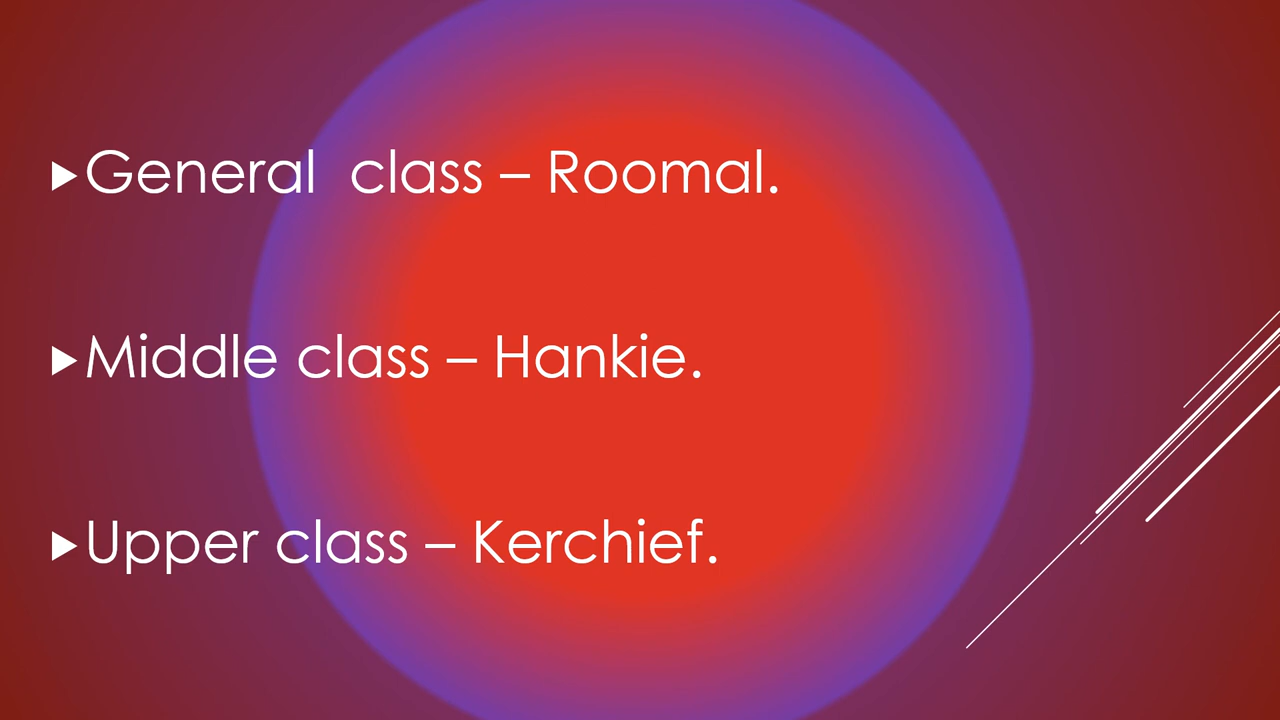 ▶General  class – Roomal.
▶Middle class – Hankie.
▶Upper class – Kerchief.